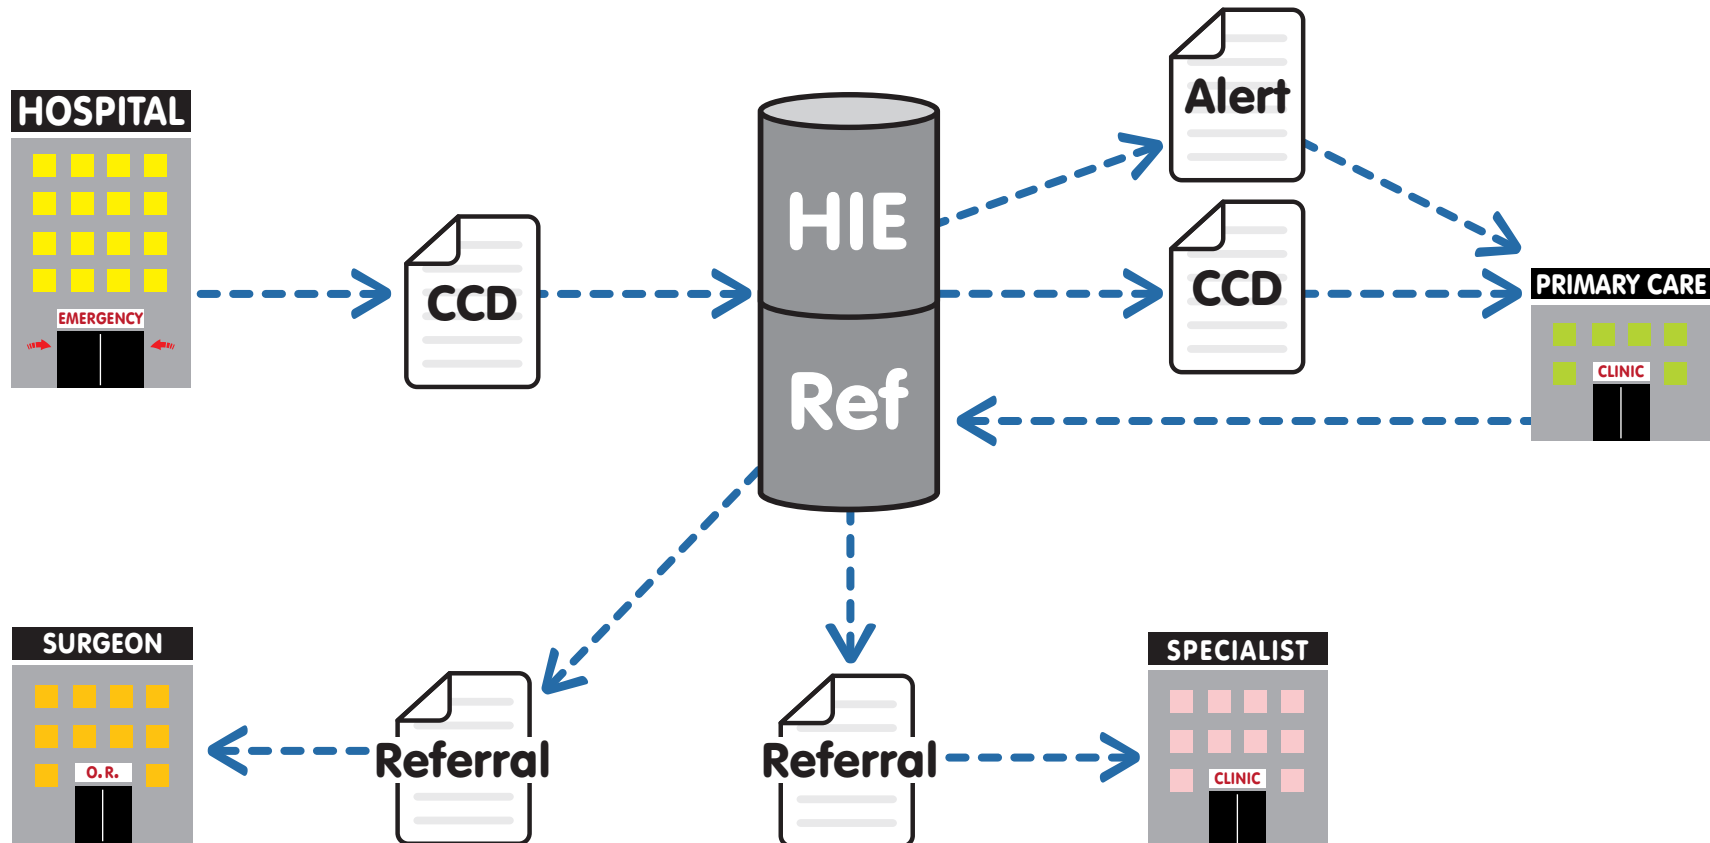 HOSPITAL
EMERGENCY
CCD
HIE
Ref
Alert
CCD
PRIMARY CARE
CLINIC
SURGEON
O.R.
Referral
Referral
SPECIALIST
CLINIC